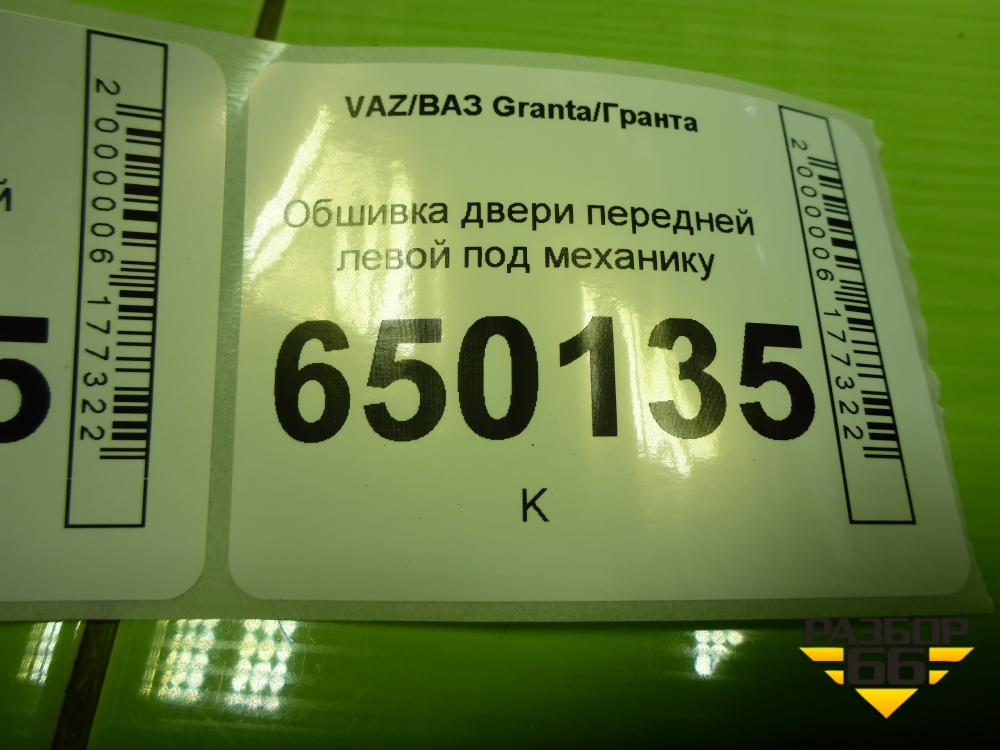 й
5
2000006177322
VAZ/ВАЗ Granta/Гранта
Обшивка двери передней
левой под механику
650135
К
2000006177322
РАЗБОР
66